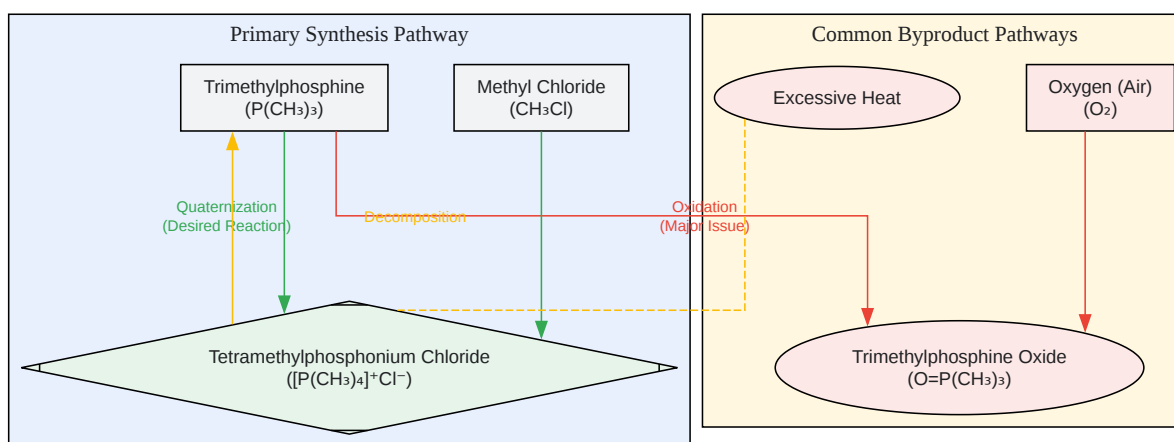 Primary Synthesis Pathway
Common Byproduct Pathways
Trimethylphosphine
(P(CH₃)₃)
Methyl Chloride
(CH₃Cl)
Excessive Heat
Oxygen (Air)
(O₂)
Quaternization
(Desired Reaction)
Decomposition
Oxidation
(Major Issue)
Tetramethylphosphonium Chloride
([P(CH₃)₄]⁺Cl⁻)
Trimethylphosphine Oxide
(O=P(CH₃)₃)